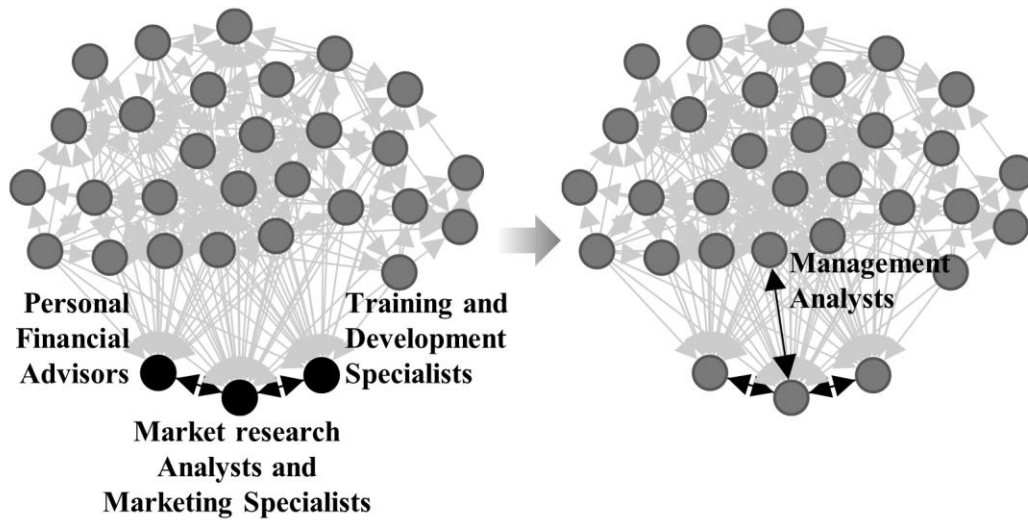 Personal
Financial
Advisors
Training and
Development
Specialists
Market research
Analysts and
Marketing Specialists
Management
Analysts